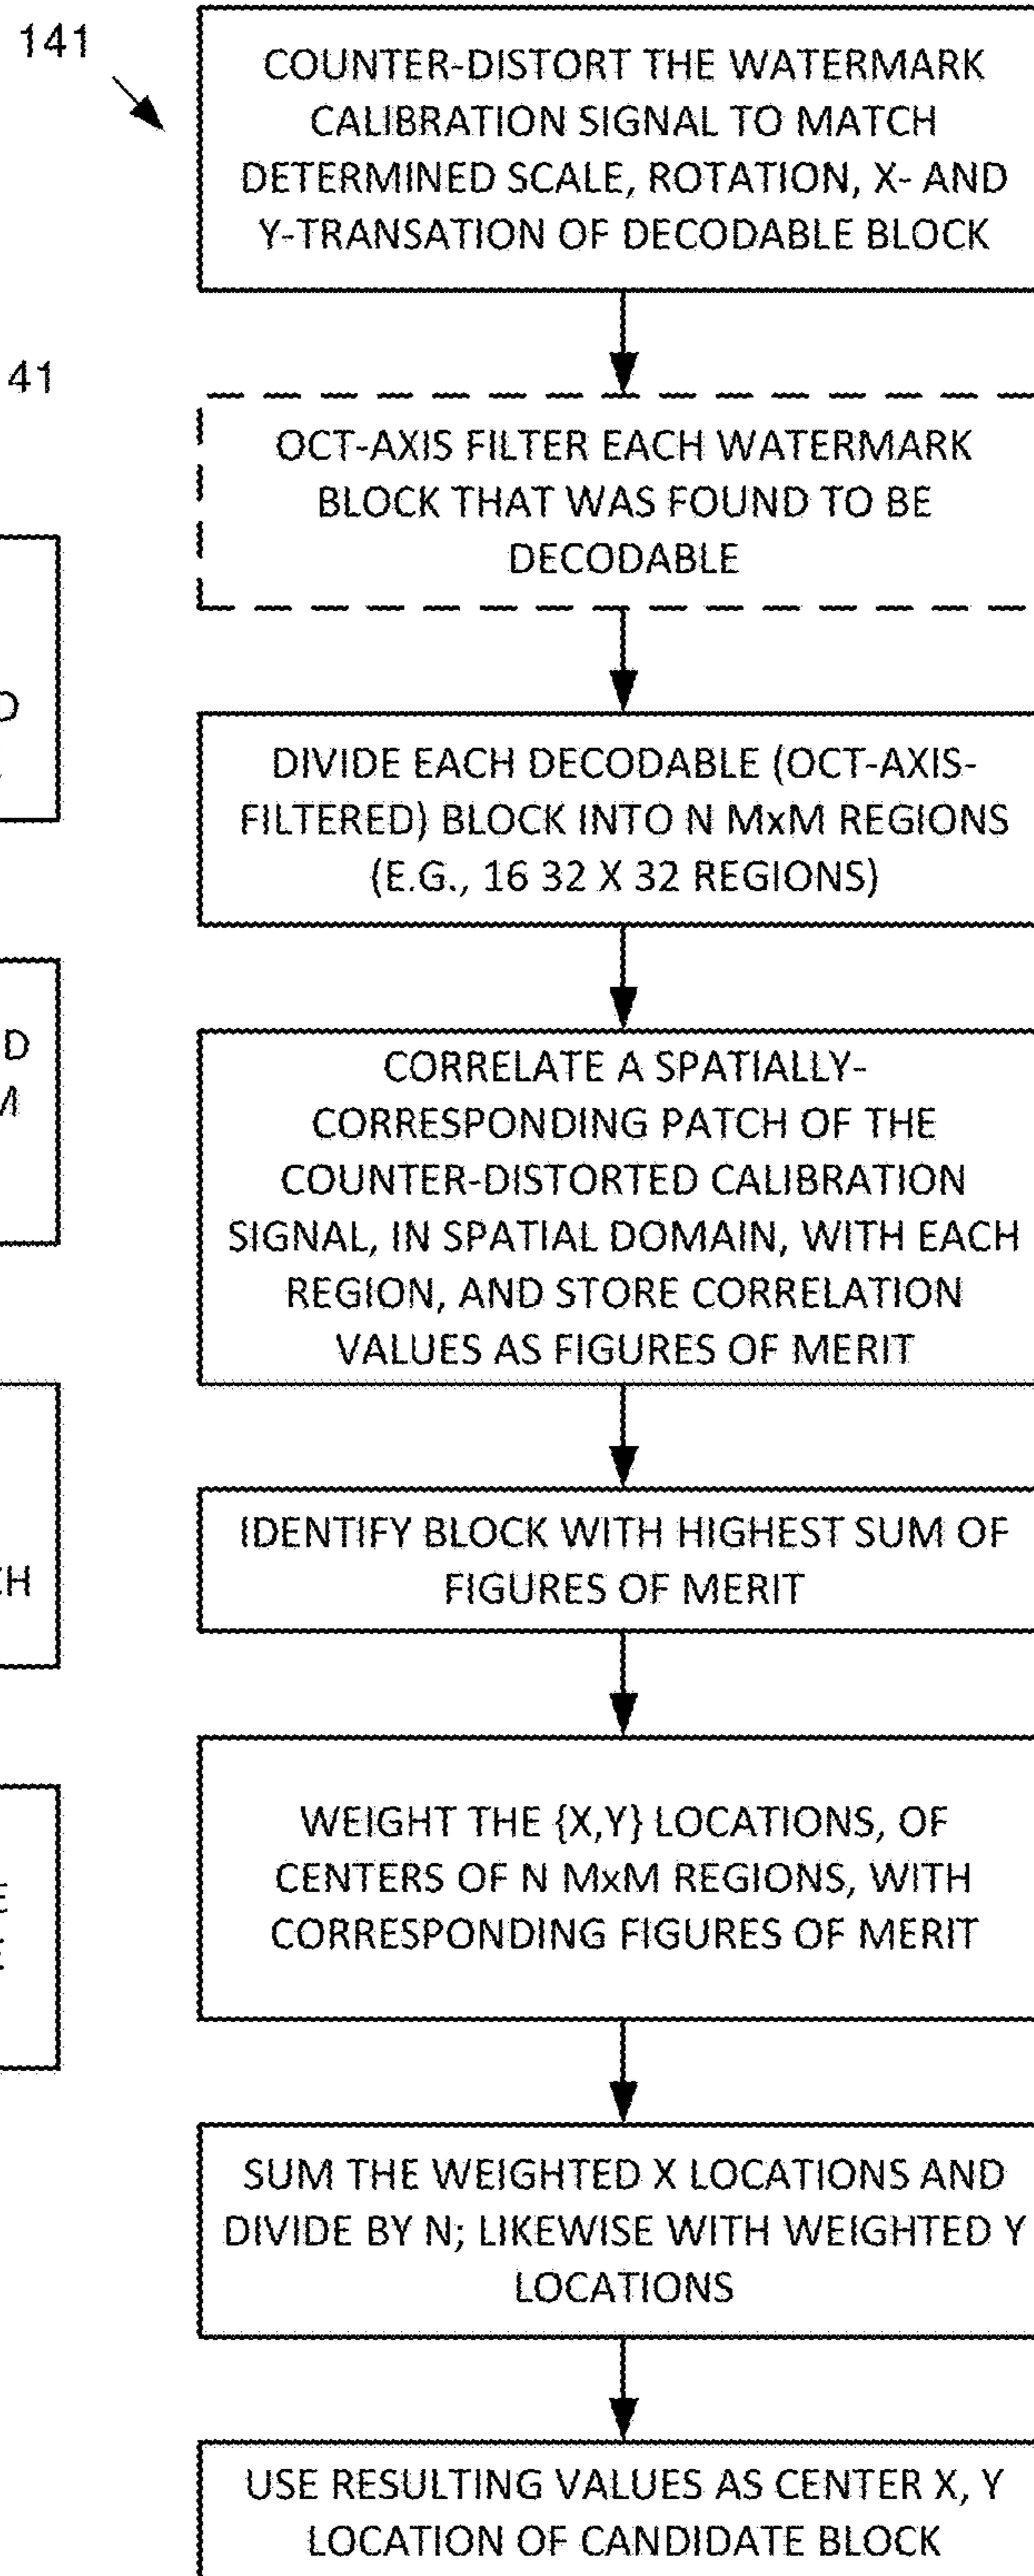 141
COUNTER-DISTORT THE WATERMARK
CALIBRATION SIGNAL TO MATCH
DETERMINED SCALE, ROTATION, X- AND
Y-TRANSATION OF DECODABLE BLOCK
41
OCT-AXIS FILTER EACH WATERMARK
BLOCK THAT WAS FOUND TO BE
DECODABLE
D
DIVIDE EACH DECODABLE (OCT-AXIS-
FILTERED) BLOCK INTO N MxM REGIONS
(E.G., 16 32 X 32 REGIONS)
D
M
CORRELATE A SPATIALLY-
CORRESPONDING PATCH OF THE
COUNTER-DISTORTED CALIBRATION
SIGNAL, IN SPATIAL DOMAIN, WITH EACH
REGION, AND STORE CORRELATION
VALUES AS FIGURES OF MERIT
CH
IDENTIFY BLOCK WITH HIGHEST SUM OF
FIGURES OF MERIT
E
E
WEIGHT THE {X,Y} LOCATIONS, OF
CENTERS OF N MxM REGIONS, WITH
CORRESPONDING FIGURES OF MERIT
SUM THE WEIGHTED X LOCATIONS AND
DIVIDE BY N; LIKEWISE WITH WEIGHTED Y
LOCATIONS
USE RESULTING VALUES AS CENTER X, Y
LOCATION OF CANDIDATE BLOCK